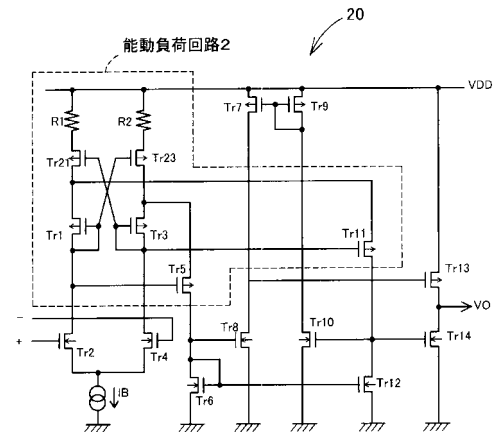 20
能動負荷回路2
VDD
R1
R2
Tr7
Tr9
Tr21
Tr23
Tr1
Tr3
Tr11
Tr5
Tr13
VO
−
+
Tr2
Tr4
Tr8
Tr10
Tr14
IB
Tr6
Tr12